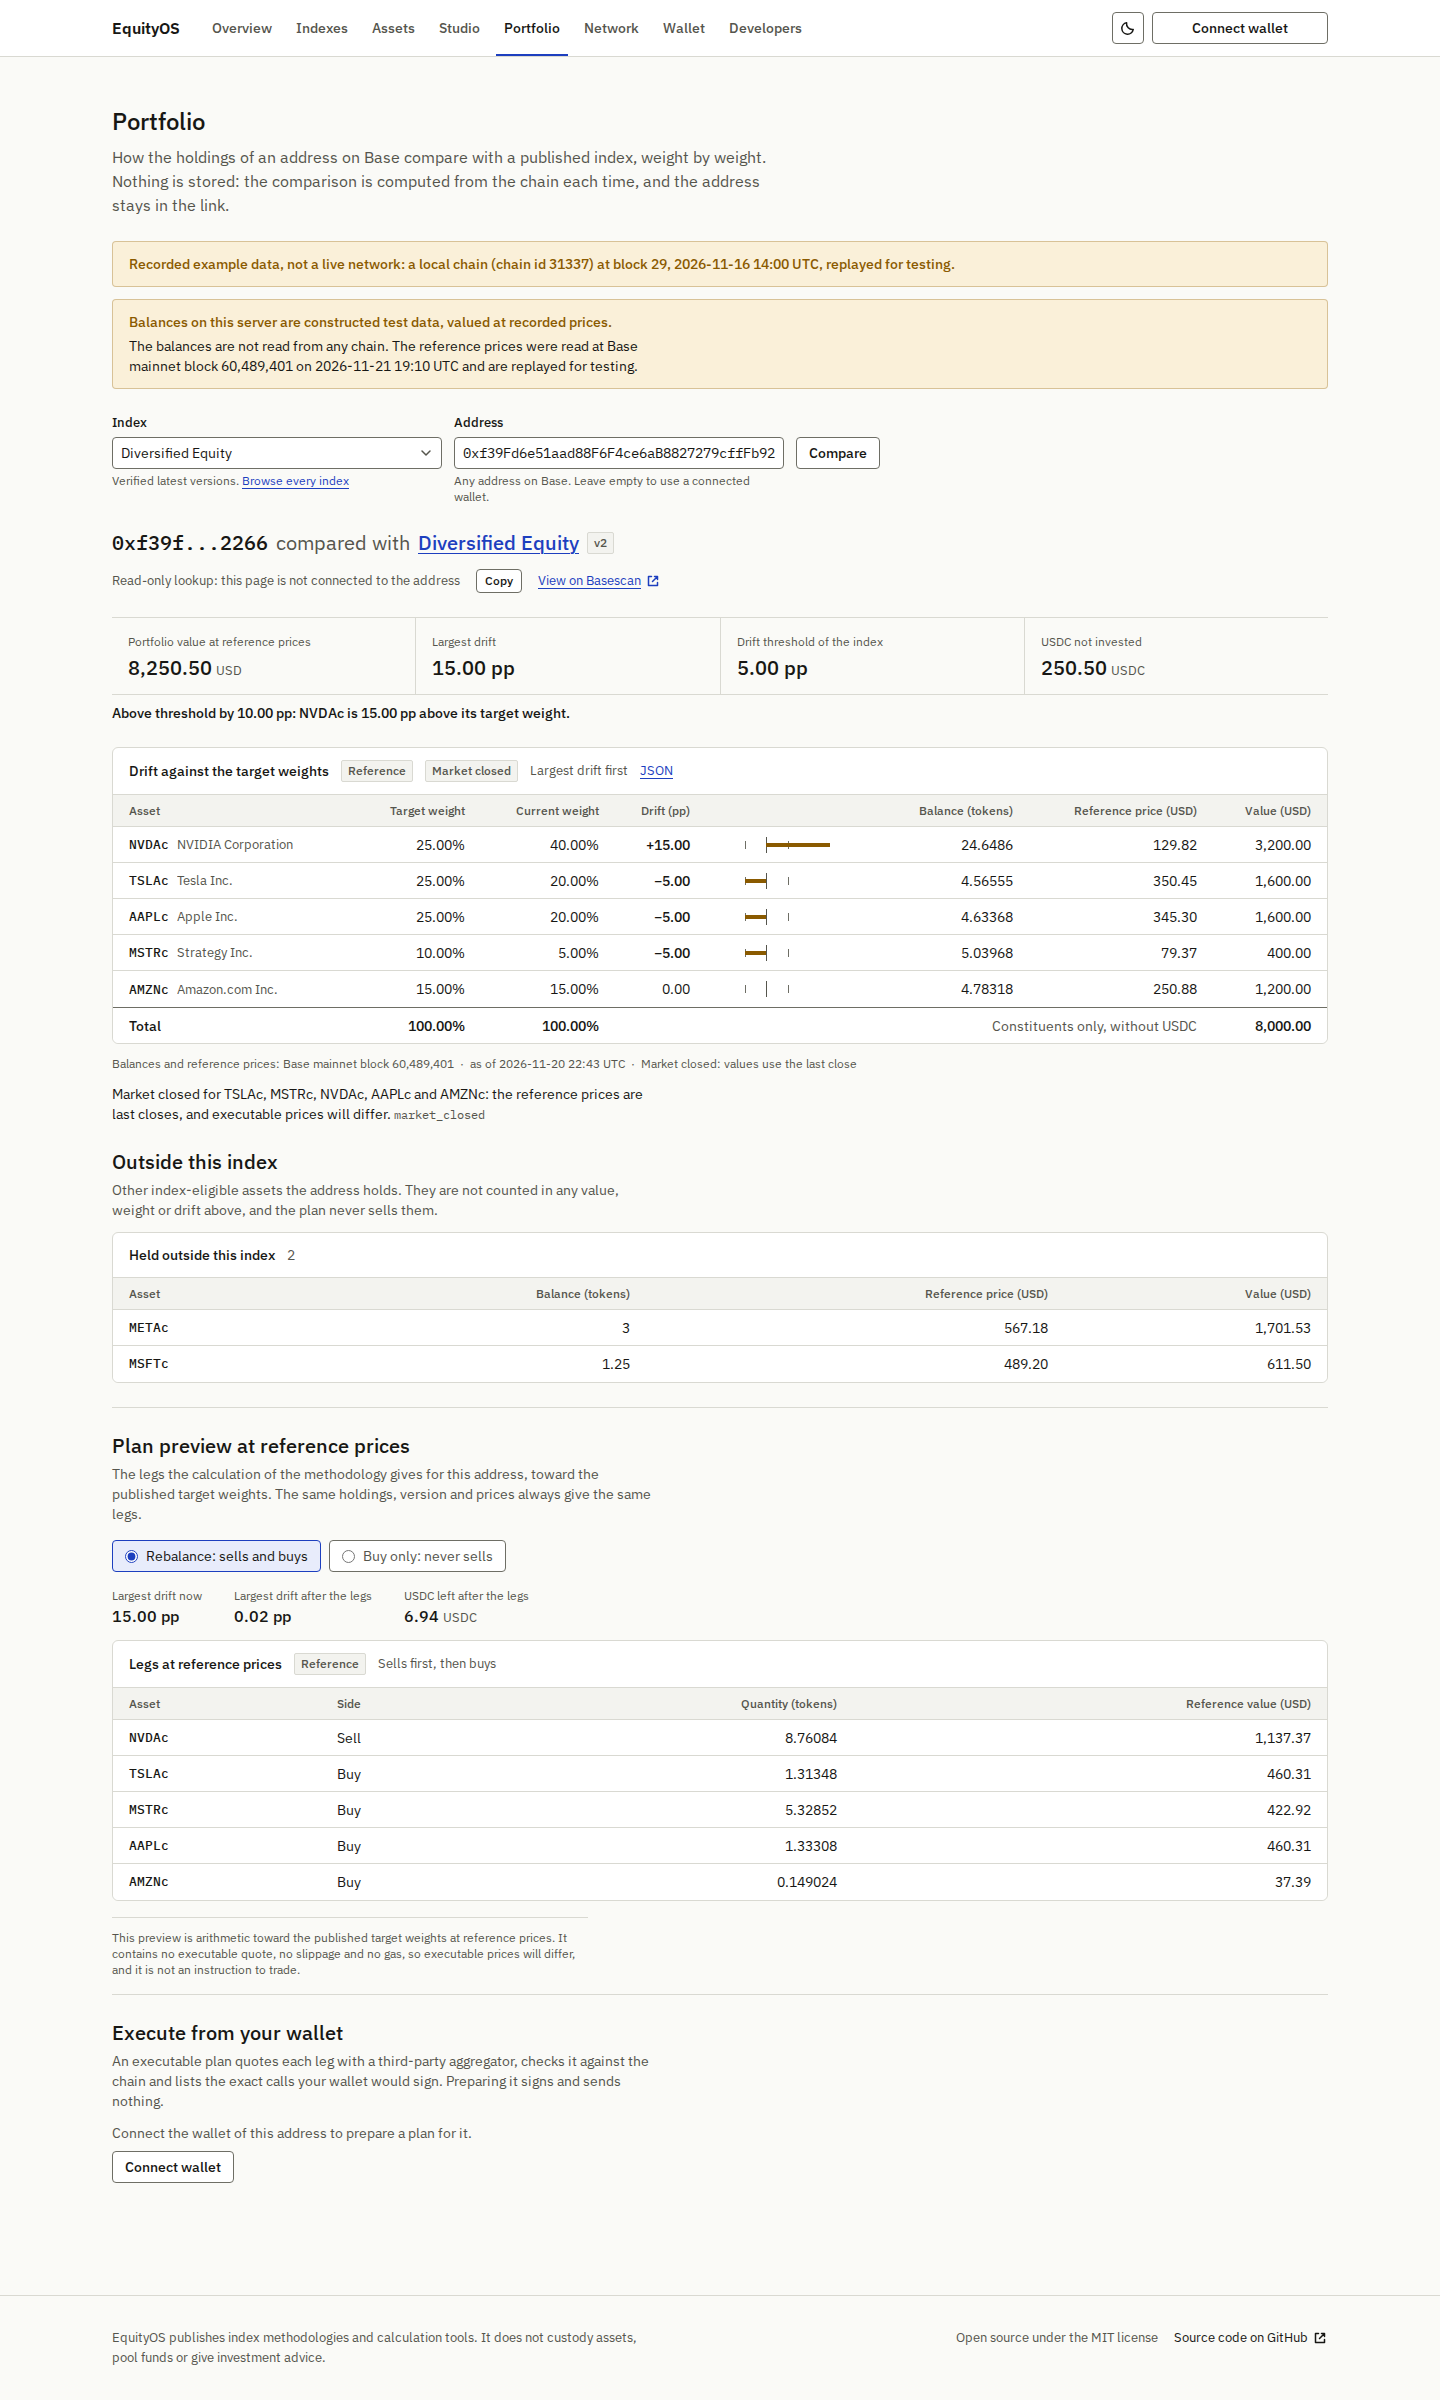 EquityOS Overview Indexes Assets Studio Portfolio Network Wallet Developers Connect wallet
Portfolio
How the holdings of an address on Base compare with a published index, weight by weight.
Nothing is stored: the comparison is computed from the chain each time, and the address
stays in the link.
Recorded example data, not a live network: a local chain (chain id 31337) at block 29, 2026-11-16 14:00 UTC, replayed for testing.
Balances on this server are constructed test data, valued at recorded prices.
The balances are not read from any chain. The reference prices were read at Base
mainnet block 60,489,401 on 2026-11-21 19:10 UTC and are replayed for testing.
Index Address
Diversified Equity 0xf39Fd6e51aad88F6F4ce6aB8827279cffFb92 Compare
Verified latest versions. Browse every index Any address on Base. Leave empty to use a connected
wallet.
0xf39f...2266 compared with Diversified Equity v2
Read-only lookup: this page is not connected to the address Copy View on Basescan
Portfolio value at reference prices Largest drift Drift threshold of the index USDC not invested
8,250.50 USD 15.00 pp 5.00 pp 250.50 USDC
Above threshold by 10.00 pp: NVDAc is 15.00 pp above its target weight.
Drift against the target weights Reference Market closed Largest drift first JSON
Asset Target weight Current weight Drift (pp) Balance (tokens) Reference price (USD) Value (USD)
NVDAc NVIDIA Corporation 25.00% 40.00% +15.00 24.6486 129.82 3,200.00
TSLAc Tesla Inc. 25.00% 20.00% −5.00 4.56555 350.45 1,600.00
AAPLc Apple Inc. 25.00% 20.00% −5.00 4.63368 345.30 1,600.00
MSTRc Strategy Inc. 10.00% 5.00% −5.00 5.03968 79.37 400.00
AMZNc Amazon.com Inc. 15.00% 15.00% 0.00 4.78318 250.88 1,200.00
Total 100.00% 100.00% Constituents only, without USDC 8,000.00
Balances and reference prices: Base mainnet block 60,489,401 · as of 2026-11-20 22:43 UTC · Market closed: values use the last close
Market closed for TSLAc, MSTRc, NVDAc, AAPLc and AMZNc: the reference prices are
last closes, and executable prices will differ. market_closed
Outside this index
Other index-eligible assets the address holds. They are not counted in any value,
weight or drift above, and the plan never sells them.
Held outside this index 2
Asset Balance (tokens) Reference price (USD) Value (USD)
METAc 3 567.18 1,701.53
MSFTc 1.25 489.20 611.50
Plan preview at reference prices
The legs the calculation of the methodology gives for this address, toward the
published target weights. The same holdings, version and prices always give the same
legs.
Rebalance: sells and buys Buy only: never sells
Largest drift now Largest drift after the legs USDC left after the legs
15.00 pp 0.02 pp 6.94 USDC
Legs at reference prices Reference Sells first, then buys
Asset Side Quantity (tokens) Reference value (USD)
NVDAc Sell 8.76084 1,137.37
TSLAc Buy 1.31348 460.31
MSTRc Buy 5.32852 422.92
AAPLc Buy 1.33308 460.31
AMZNc Buy 0.149024 37.39
This preview is arithmetic toward the published target weights at reference prices. It
contains no executable quote, no slippage and no gas, so executable prices will differ,
and it is not an instruction to trade.
Execute from your wallet
An executable plan quotes each leg with a third-party aggregator, checks it against the
chain and lists the exact calls your wallet would sign. Preparing it signs and sends
nothing.
Connect the wallet of this address to prepare a plan for it.
Connect wallet
EquityOS publishes index methodologies and calculation tools. It does not custody assets, Open source under the MIT license Source code on GitHub
pool funds or give investment advice.